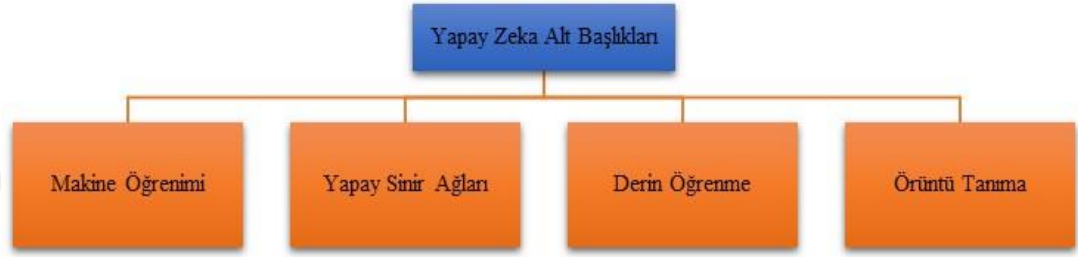 Yapay Zeka Alt Başlıkları
Makine Öğrenimi
Yapay Sinir Ağları
Derin Öğrenme
Örüntü Tanıma